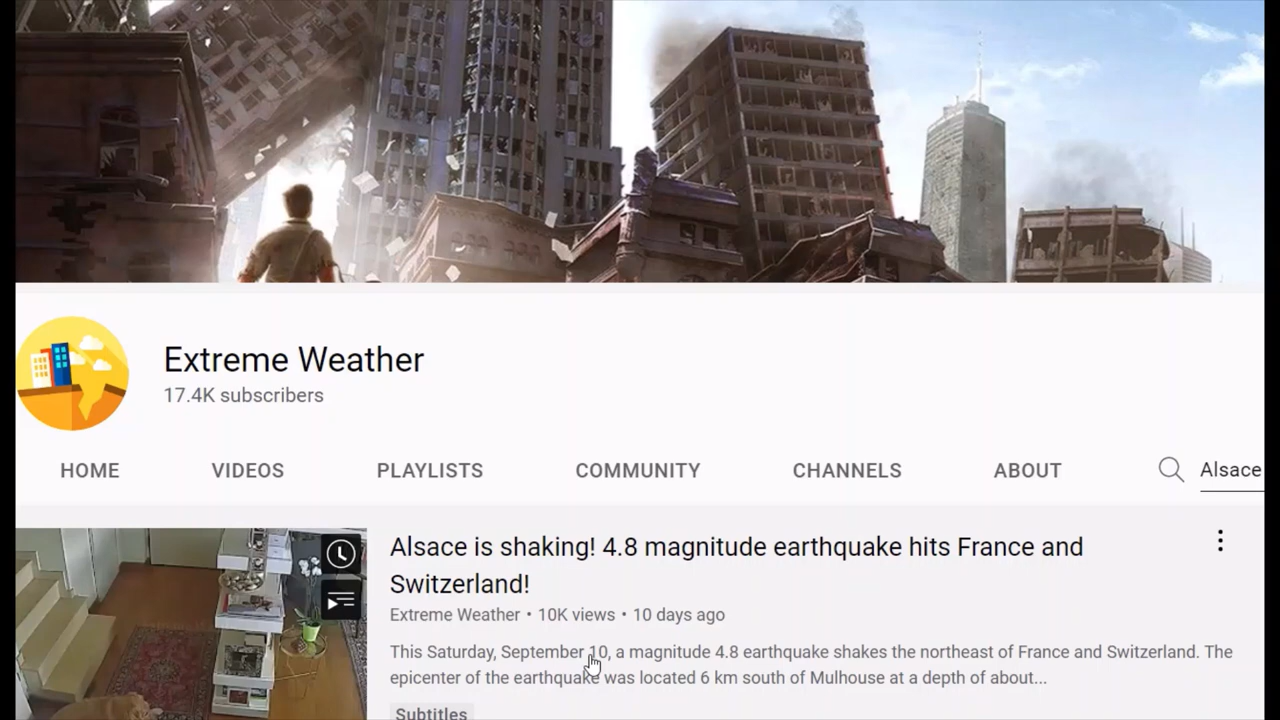 Extreme Weather
17.4K subscribers
HOME VIDEOS PLAYLISTS COMMUNITY CHANNELS ABOUT Alsace
Alsace is shaking! 4.8 magnitude earthquake hits France and
Switzerland!
Extreme Weather • 10K views • 10 days ago
This Saturday, September 10, a magnitude 4.8 earthquake shakes the northeast of France and Switzerland. The
epicenter of the earthquake was located 6 km south of Mulhouse at a depth of about...
Subtitles